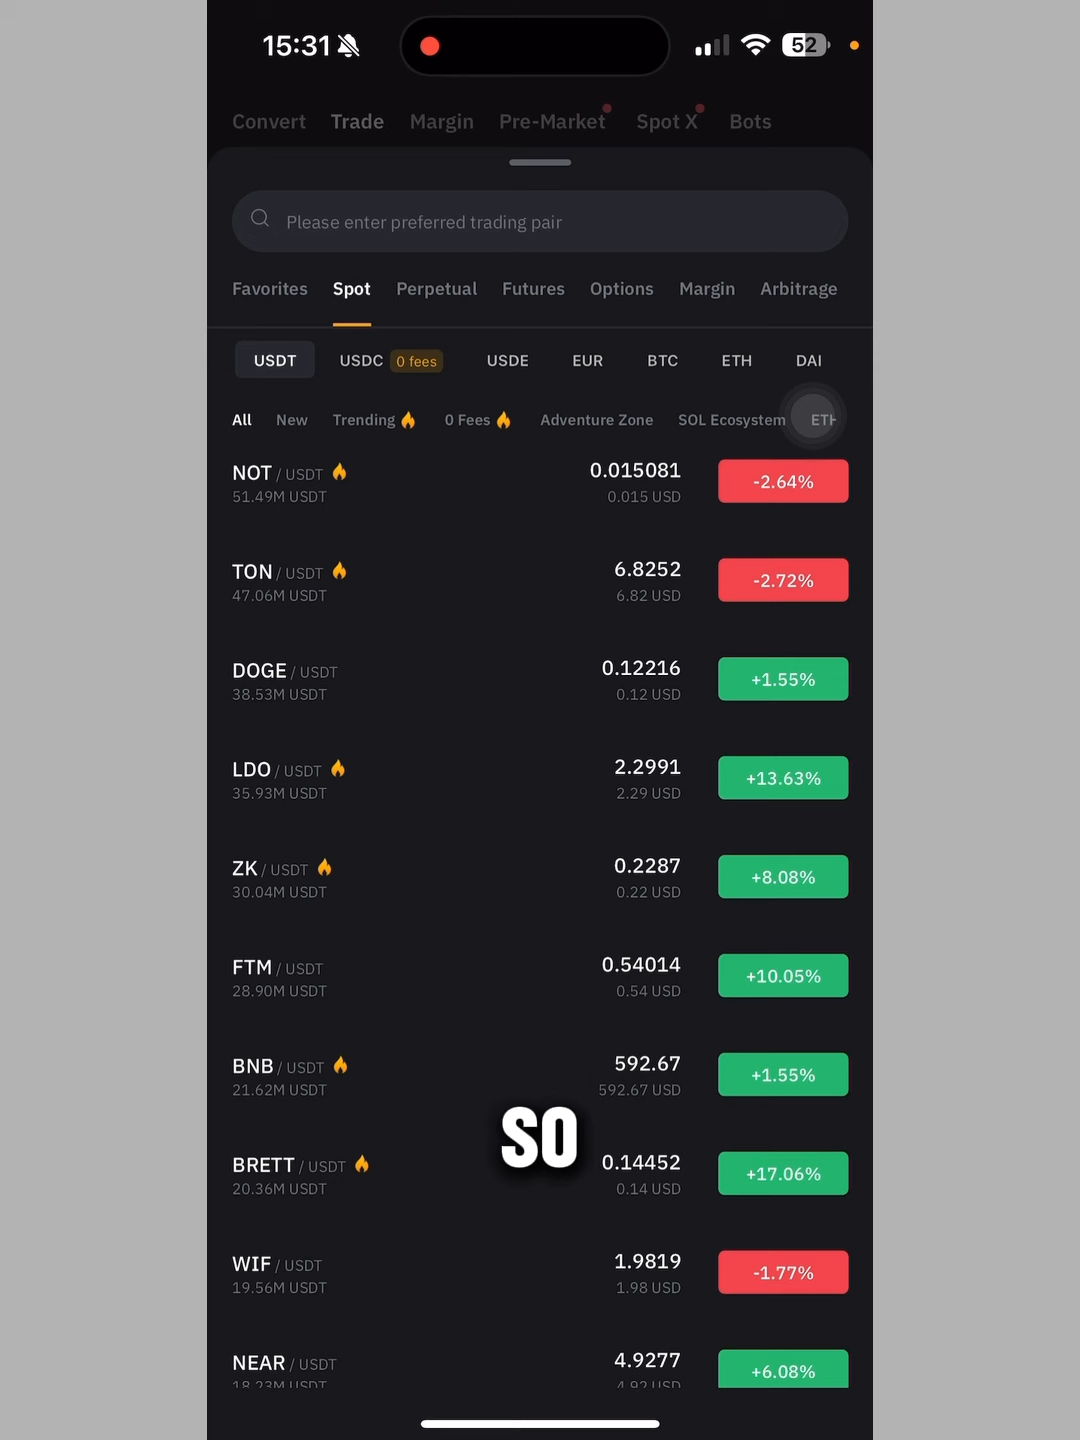 15:31 52
Convert Trade Margin Pre-Market Spot X Bots
Please enter preferred trading pair
Favorites Spot Perpetual Futures Options Margin Arbitrage
USDT USDC 0 fees USDE EUR BTC ETH DAI
All New Trending 0 Fees Adventure Zone SOL Ecosystem ETH
NOT / USDT 0.015081 -2.64%
51.49M USDT 0.015 USD
TON / USDT 6.8252 -2.72%
47.06M USDT 6.82 USD
DOGE / USDT 0.12216 +1.55%
38.53M USDT 0.12 USD
LDO / USDT 2.2991 +13.63%
35.93M USDT 2.29 USD
ZK / USDT 0.2287 +8.08%
30.04M USDT 0.22 USD
FTM / USDT 0.54014 +10.05%
28.90M USDT 0.54 USD
BNB / USDT 592.67 +1.55%
21.62M USDT 592.67 USD
SO
BRETT / USDT 0.14452 +17.06%
20.36M USDT 0.14 USD
WIF / USDT 1.9819 -1.77%
19.56M USDT 1.98 USD
NEAR / USDT 4.9277 +6.08%
18.23M USDT 4.92 USD